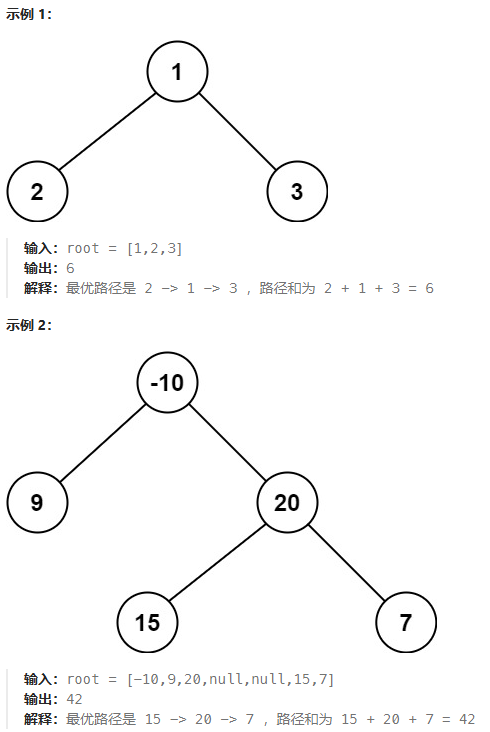 示例 1：
1
2
3
输入：root = [1,2,3]
输出：6
解释：最优路径是 2 -> 1 -> 3 ，路径和为 2 + 1 + 3 = 6
示例 2：
-10
9
20
15
7
输入：root = [-10,9,20,null,null,15,7]
输出：42
解释：最优路径是 15 -> 20 -> 7 ，路径和为 15 + 20 + 7 = 42